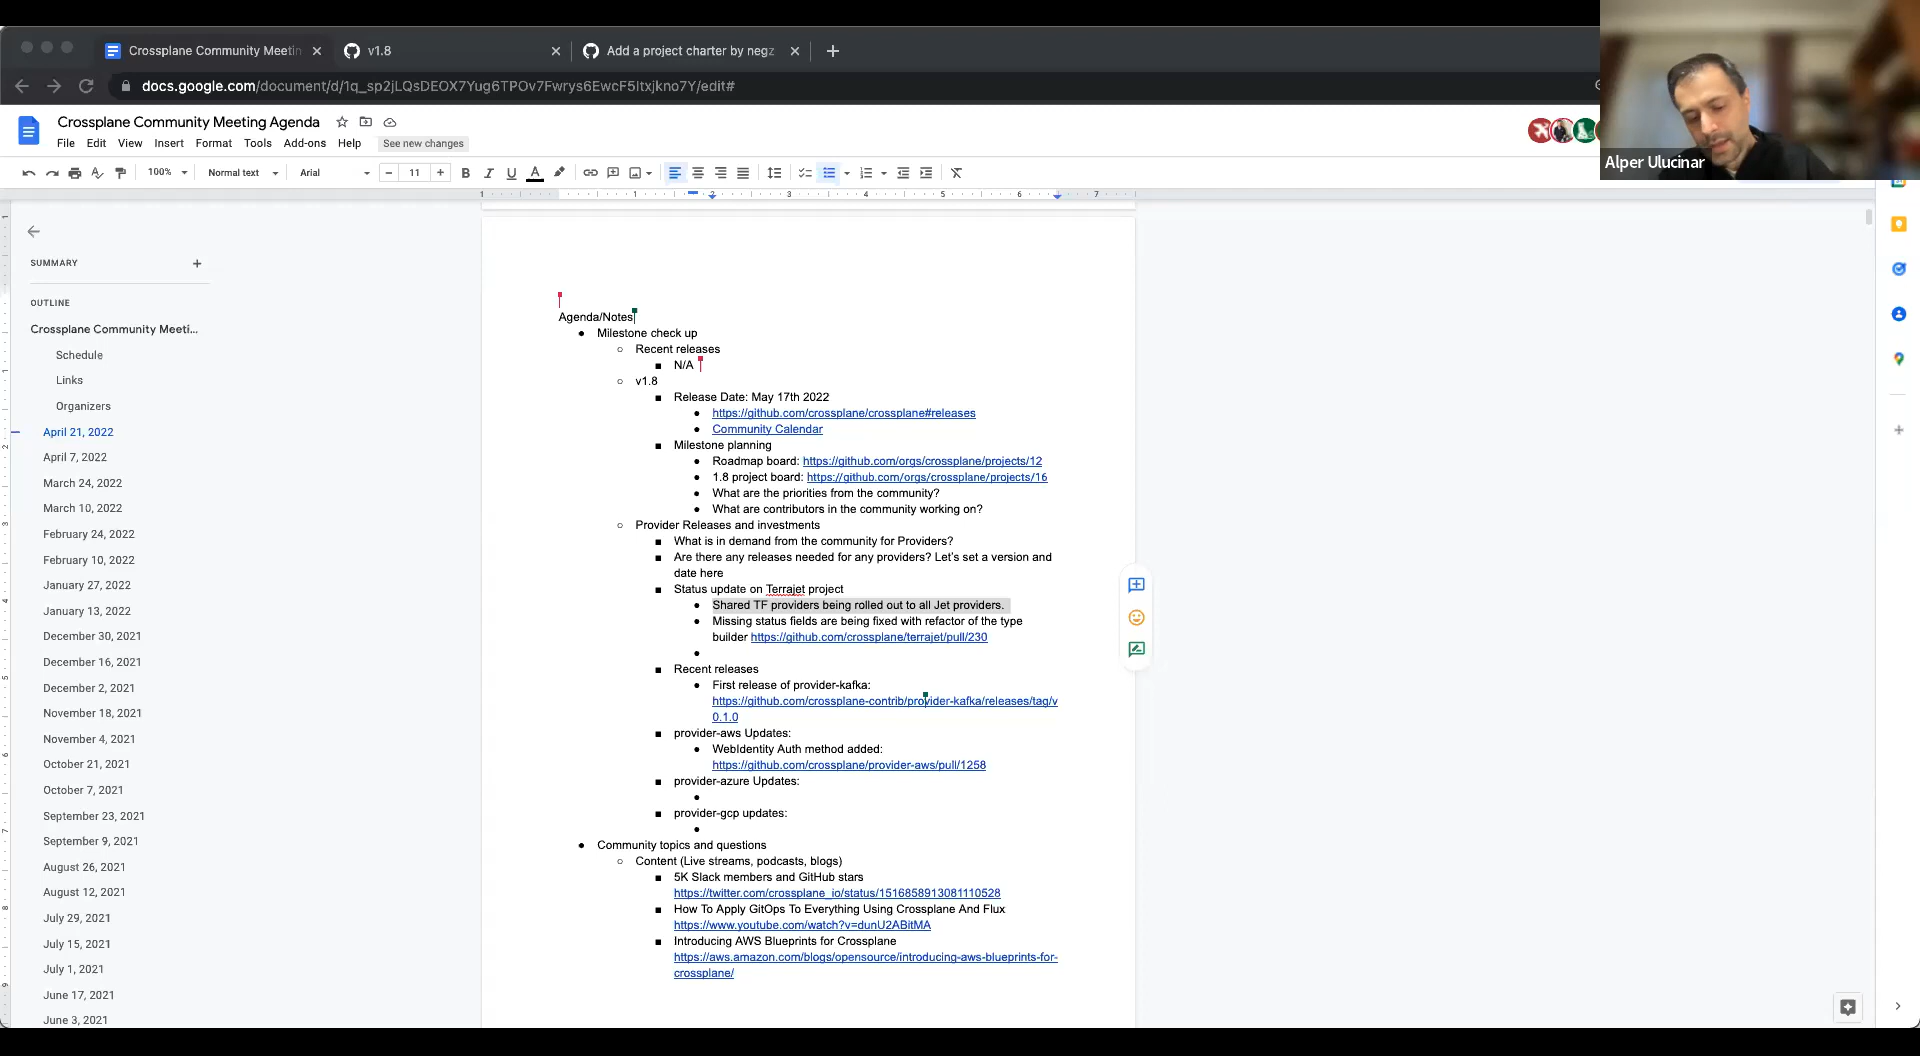 Crossplane Community Meetin
v1.8
Add a project charter by negz
docs.google.com/document/d/1q_sp2jLQsDEOX7Yug6TPOv7Fwrys6EwcF5ltxjkno7Y/edit#
Alper Ulucinar
Crossplane Community Meeting Agenda
File Edit View Insert Format Tools Add-ons Help See new changes
100% Normal text Arial 11
1 1 2 3 4 5 6 7
SUMMARY
OUTLINE
Crossplane Community Meeti...
Schedule
Links
Organizers
April 21, 2022
April 7, 2022
March 24, 2022
March 10, 2022
February 24, 2022
February 10, 2022
January 27, 2022
January 13, 2022
December 30, 2021
December 16, 2021
December 2, 2021
November 18, 2021
November 4, 2021
October 21, 2021
October 7, 2021
September 23, 2021
September 9, 2021
August 26, 2021
August 12, 2021
July 29, 2021
July 15, 2021
July 1, 2021
June 17, 2021
June 3, 2021
Agenda/Notes
Milestone check up
Recent releases
N/A
v1.8
Release Date: May 17th 2022
https://github.com/crossplane/crossplane#releases
Community Calendar
Milestone planning
Roadmap board: https://github.com/orgs/crossplane/projects/12
1.8 project board: https://github.com/orgs/crossplane/projects/16
What are the priorities from the community?
What are contributors in the community working on?
Provider Releases and investments
What is in demand from the community for Providers?
Are there any releases needed for any providers? Let's set a version and
date here
Status update on Terrajet project
Shared TF providers being rolled out to all Jet providers.
Missing status fields are being fixed with refactor of the type
builder https://github.com/crossplane/terrajet/pull/230
Recent releases
First release of provider-kafka:
https://github.com/crossplane-contrib/provider-kafka/releases/tag/v
0.1.0
provider-aws Updates:
WebIdentity Auth method added:
https://github.com/crossplane/provider-aws/pull/1258
provider-azure Updates:
provider-gcp updates:
Community topics and questions
Content (Live streams, podcasts, blogs)
5K Slack members and GitHub stars
https://twitter.com/crossplane_io/status/1516858913081110528
How To Apply GitOps To Everything Using Crossplane And Flux
https://www.youtube.com/watch?v=dunU2ABitMA
Introducing AWS Blueprints for Crossplane
https://aws.amazon.com/blogs/opensource/introducing-aws-blueprints-for-
crossplane/